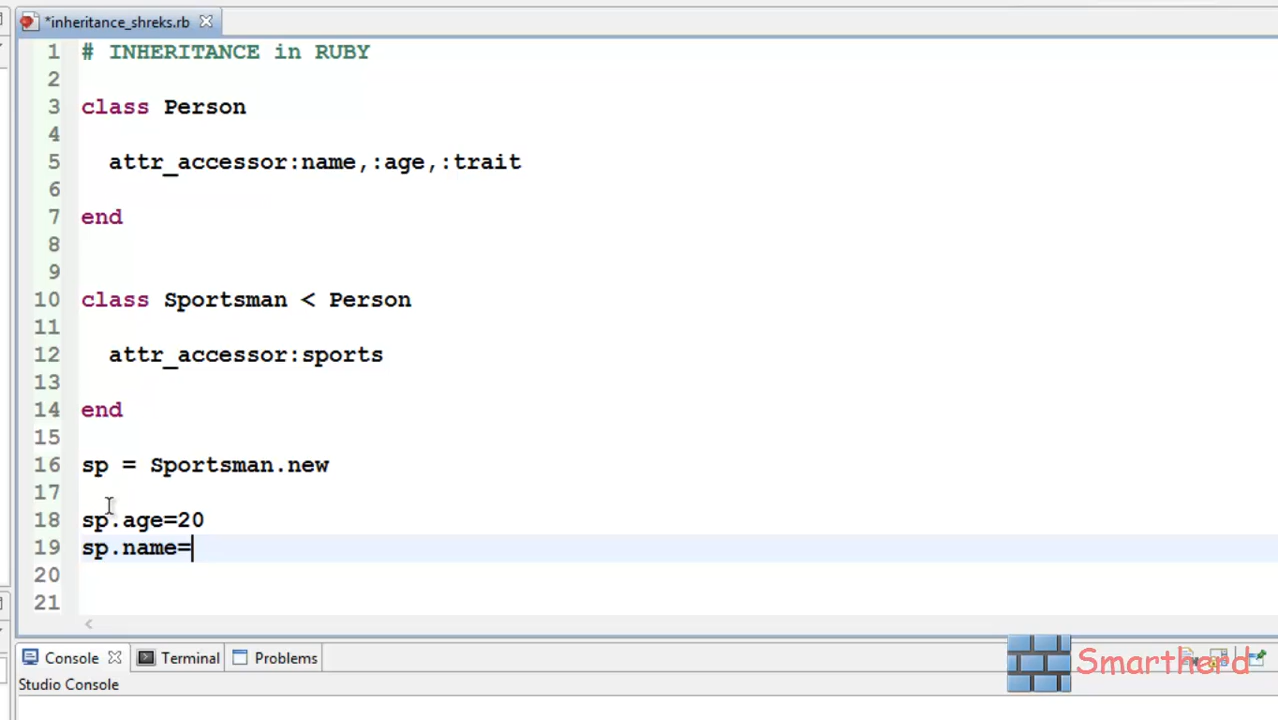 *inheritance_shreks.rb
1 # INHERITANCE in RUBY
2
3 class Person
4
5 attr_accessor:name,:age,:trait
6
7 end
8
9
10 class Sportsman < Person
11
12 attr_accessor:sports
13
14 end
15
16 sp = Sportsman.new
17
18 sp.age=20
19 sp.name=
20
21
Console Terminal Problems
Smartherd
Studio Console